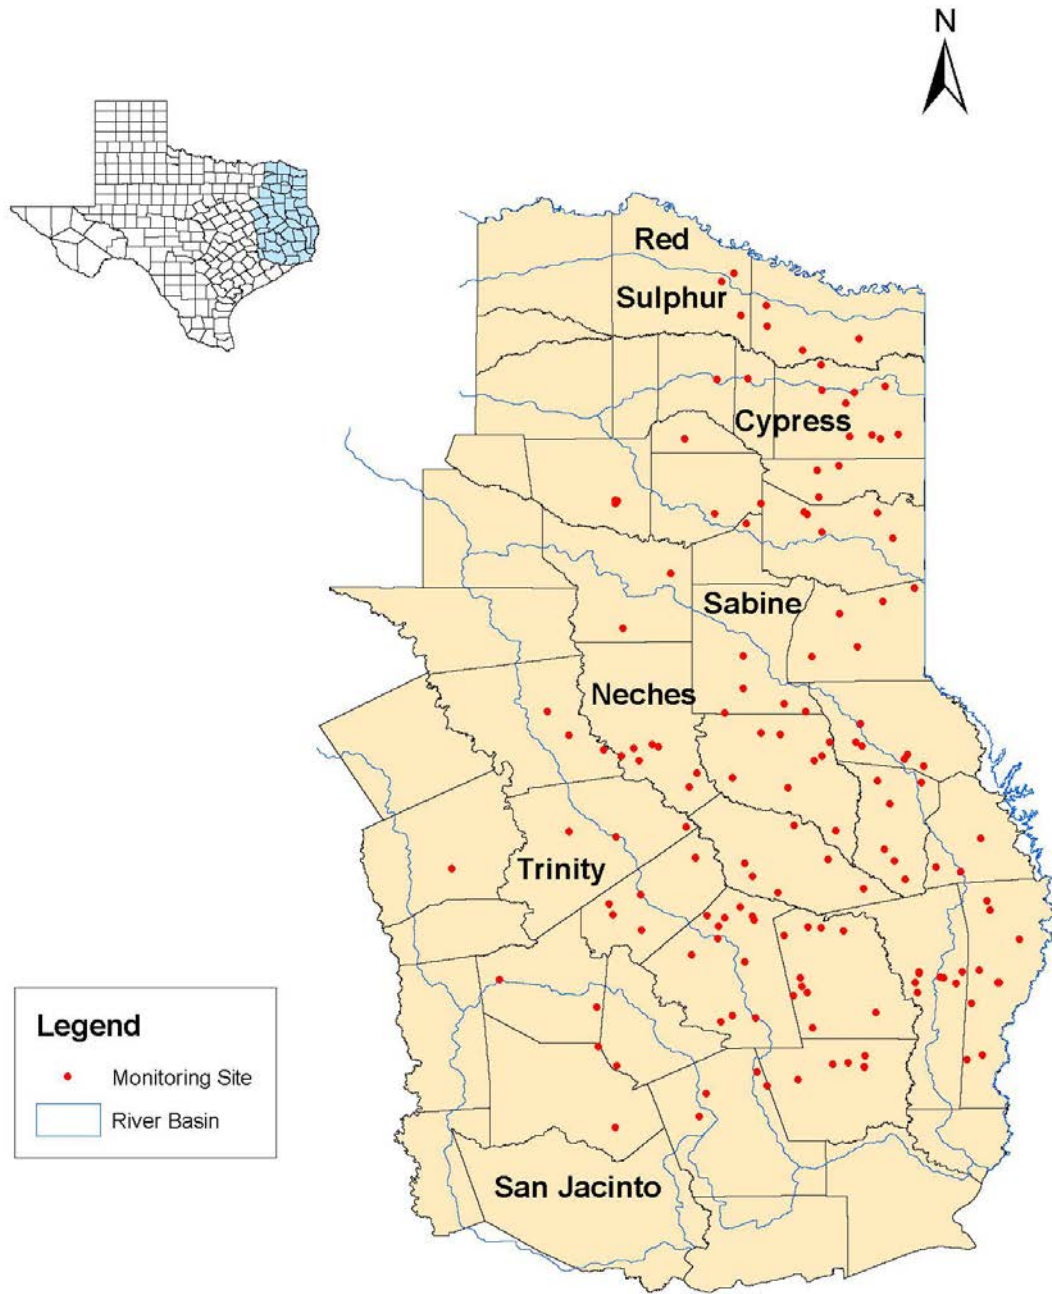 N
Red
Sulphur
Cypress
Sabine
Neches
Trinity
San Jacinto
Legend
Monitoring Site
River Basin